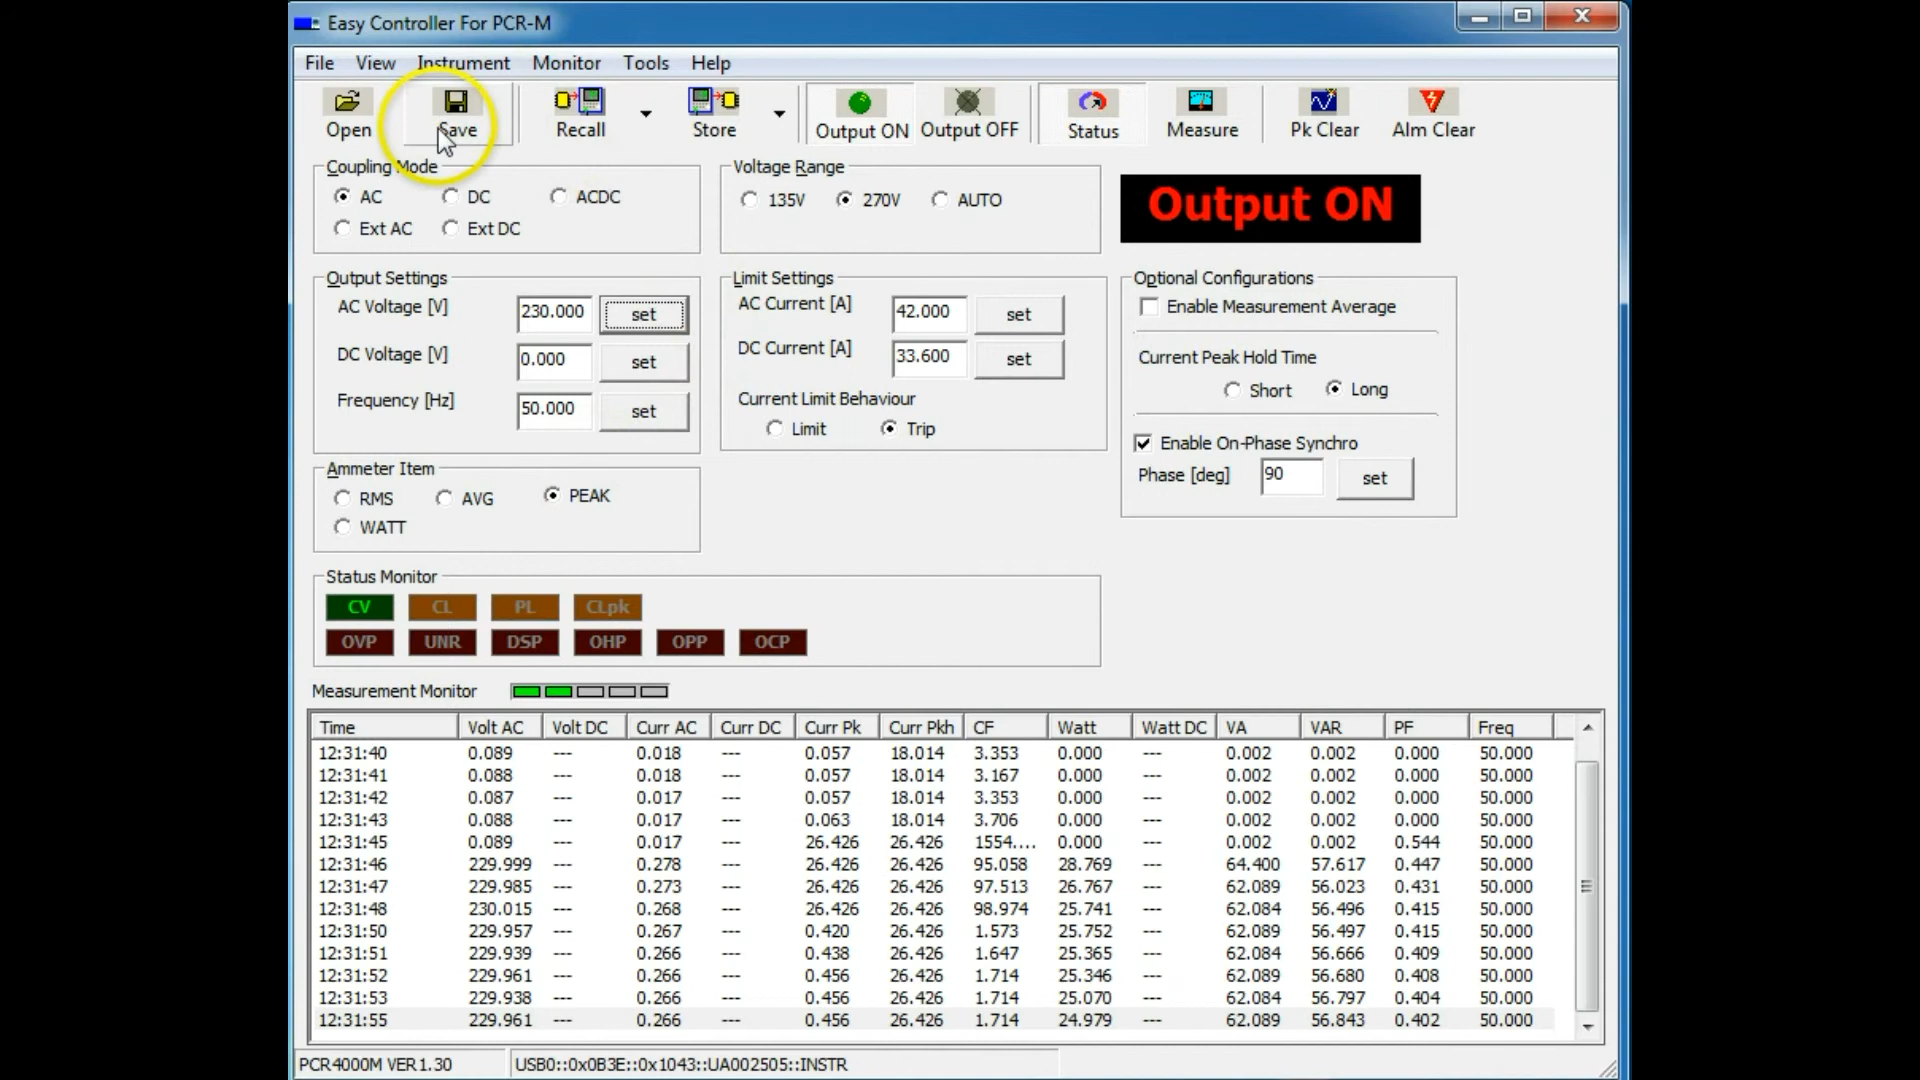 Easy Controller For PCR-M
File View Instrument Monitor Tools Help
Open Save Recall Store Output ON Output OFF Status Measure Pk Clear Alm Clear
Coupling Mode
AC DC ACDC
Ext AC Ext DC
Voltage Range
135V 270V AUTO
Output ON
Output Settings
AC Voltage [V] 230.000 set
DC Voltage [V] 0.000 set
Frequency [Hz] 50.000 set
Limit Settings
AC Current [A] 42.000 set
DC Current [A] 33.600 set
Current Limit Behaviour
Limit Trip
Optional Configurations
Enable Measurement Average
Current Peak Hold Time
Short Long
Enable On-Phase Synchro
Phase [deg] 90 set
Ammeter Item
RMS AVG PEAK
WATT
Status Monitor
CV CL PL CLpk
OVP UNR DSP OHP OPP OCP
Measurement Monitor
Time Volt AC Volt DC Curr AC Curr DC Curr Pk Curr Pkh CF Watt Watt DC VA VAR PF Freq
12:31:40 0.089 --- 0.018 --- 0.057 18.014 3.353 0.000 --- 0.002 0.002 0.000 50.000
12:31:41 0.088 --- 0.018 --- 0.057 18.014 3.167 0.000 --- 0.002 0.002 0.000 50.000
12:31:42 0.087 --- 0.017 --- 0.057 18.014 3.353 0.000 --- 0.002 0.002 0.000 50.000
12:31:43 0.088 --- 0.017 --- 0.063 18.014 3.706 0.000 --- 0.002 0.002 0.000 50.000
12:31:45 0.089 --- 0.017 --- 26.426 26.426 1554.... 0.000 --- 0.002 0.002 0.544 50.000
12:31:46 229.999 --- 0.278 --- 26.426 26.426 95.058 28.769 --- 64.400 57.617 0.447 50.000
12:31:47 229.985 --- 0.273 --- 26.426 26.426 97.513 26.767 --- 62.089 56.023 0.431 50.000
12:31:48 230.015 --- 0.268 --- 26.426 26.426 98.974 25.741 --- 62.084 56.496 0.415 50.000
12:31:50 229.957 --- 0.267 --- 0.420 26.426 1.573 25.752 --- 62.089 56.497 0.415 50.000
12:31:51 229.939 --- 0.266 --- 0.438 26.426 1.647 25.365 --- 62.084 56.666 0.409 50.000
12:31:52 229.961 --- 0.266 --- 0.456 26.426 1.714 25.346 --- 62.089 56.680 0.408 50.000
12:31:53 229.938 --- 0.266 --- 0.456 26.426 1.714 25.070 --- 62.084 56.797 0.404 50.000
12:31:55 229.961 --- 0.266 --- 0.456 26.426 1.714 24.979 --- 62.089 56.843 0.402 50.000
PCR4000M VER1.30 USB0::0x0B3E::0x1043::UA002505::INSTR